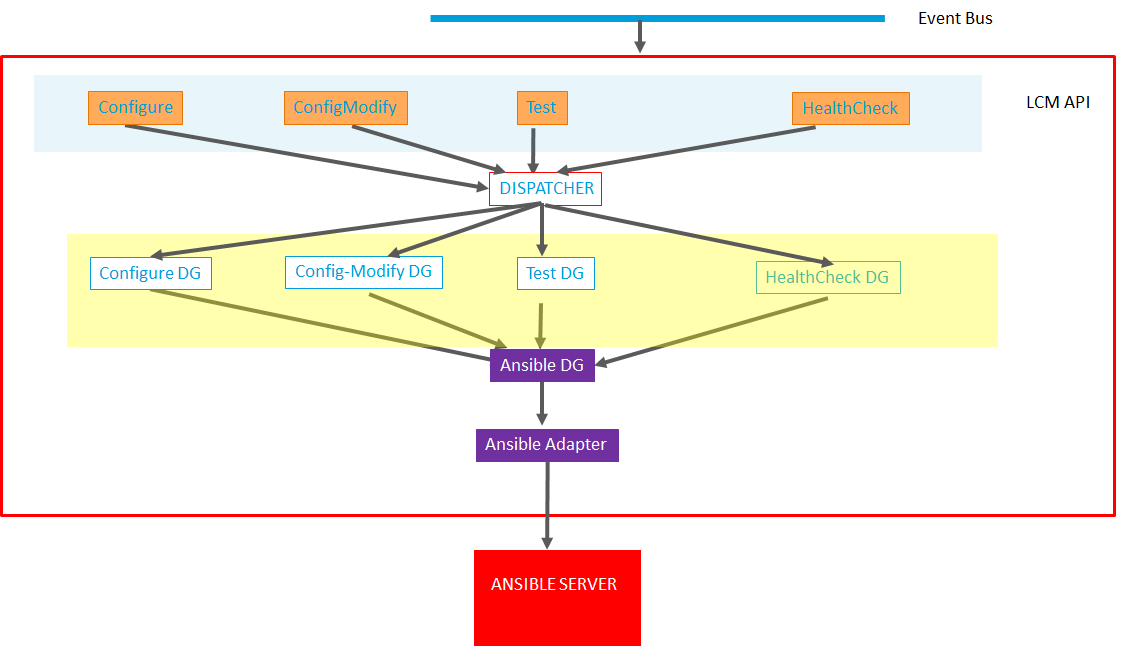 Event Bus
LCM API
Configure
ConfigModify
Test
HealthCheck
DISPATCHER
Configure DG
Config-Modify DG
Test DG
HealthCheck DG
Ansible DG
Ansible Adapter
ANSIBLE SERVER